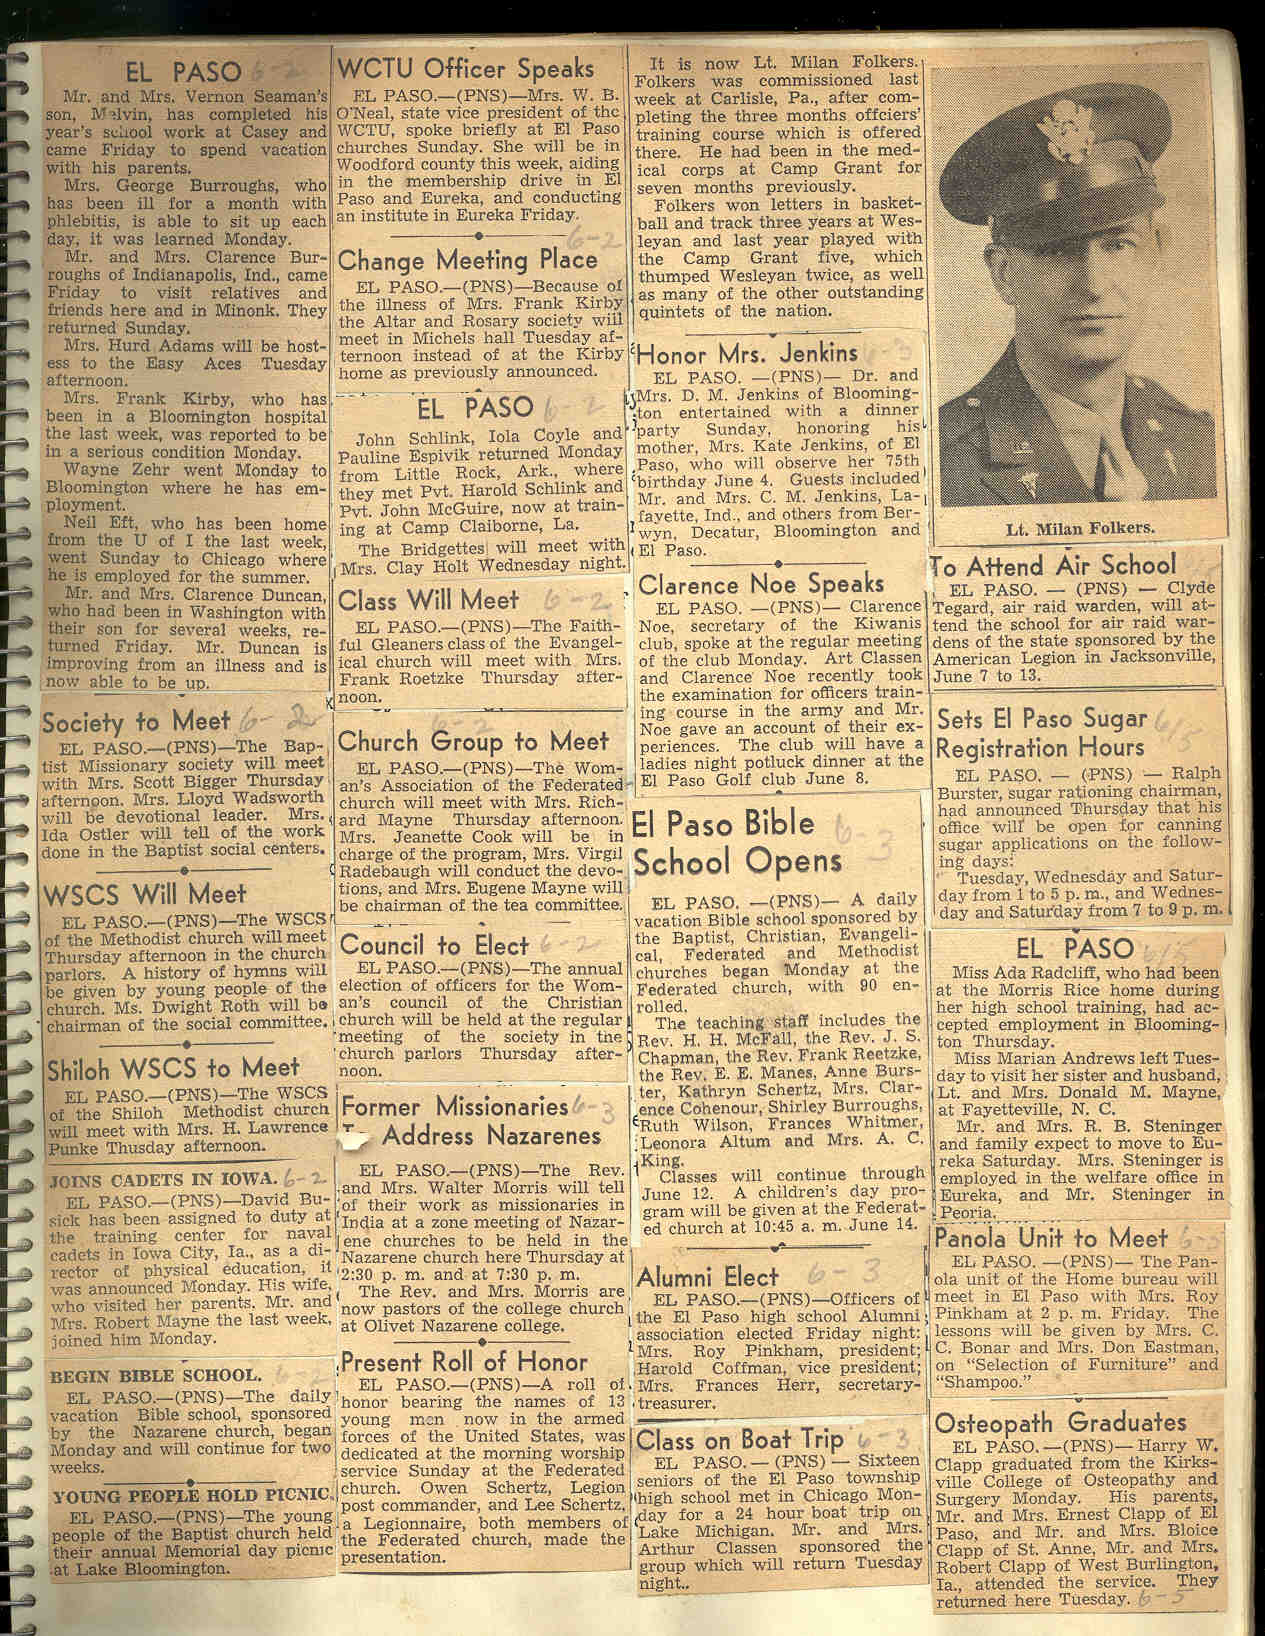 EL PASO 6-2
Mr. and Mrs. Vernon Seaman's
son, Melvin, has completed his
year's school work at Casey and
came Friday to spend vacation
with his parents.
Mrs. George Burroughs, who
has been ill for a month with
phlebitis, is able to sit up each
day, it was learned Monday.
Mr. and Mrs. Clarence Bur-
roughs of Indianapolis, Ind., came
Friday to visit relatives and
friends here and in Minonk. They
returned Sunday.
Mrs. Hurd Adams will be host-
ess to the Easy Aces Tuesday
afternoon.
Mrs. Frank Kirby, who has
been in a Bloomington hospital
the last week, was reported to be
in a serious condition Monday.
Wayne Zehr went Monday to
Bloomington where he has em-
ployment.
Neil Eft, who has been home
from the U of I the last week,
went Sunday to Chicago where
he is employed for the summer.
Mr. and Mrs. Clarence Duncan,
who had been in Washington with
their son for several weeks, re-
turned Friday. Mr. Duncan is
improving from an illness and is
now able to be up.
Society to Meet 6-2
EL PASO.—(PNS)—The Bap-
tist Missionary society will meet
with Mrs. Scott Bigger Thursday
afternoon. Mrs. Lloyd Wadsworth
will be devotional leader. Mrs.
Ida Ostler will tell of the work
done in the Baptist social centers.
WSCS Will Meet
EL PASO.—(PNS)—The WSCS
of the Methodist church will meet
Thursday afternoon in the church
parlors. A history of hymns will
be given by young people of the
church. Ms. Dwight Roth will be
chairman of the social committee.
Shiloh WSCS to Meet
EL PASO.—(PNS)—The WSCS
of the Shiloh Methodist church
will meet with Mrs. H. Lawrence
Punke Thusday afternoon.
JOINS CADETS IN IOWA. 6-2
EL PASO.—(PNS)—David Bu-
sick has been assigned to duty at
the training center for naval
cadets in Iowa City, Ia., as a di-
rector of physical education, it
was announced Monday. His wife,
who visited her parents. Mr. and
Mrs. Robert Mayne the last week,
joined him Monday.
BEGIN BIBLE SCHOOL. 6-2
EL PASO.—(PNS)—The daily
vacation Bible school, sponsored
by the Nazarene church, began
Monday and will continue for two
weeks.
YOUNG PEOPLE HOLD PICNIC.
EL PASO.—(PNS)—The young
people of the Baptist church held
their annual Memorial day picnic
at Lake Bloomington.
WCTU Officer Speaks
EL PASO.—(PNS)—Mrs. W. B.
O'Neal, state vice president of the
WCTU, spoke briefly at El Paso
churches Sunday. She will be in
Woodford county this week, aiding
in the membership drive in El
Paso and Eureka, and conducting
an institute in Eureka Friday.
6-2
Change Meeting Place
EL PASO.—(PNS)—Because of
the illness of Mrs. Frank Kirby
the Altar and Rosary society will
meet in Michels hall Tuesday af-
ternoon instead of at the Kirby
home as previously announced.
EL PASO 6-2
John Schlink, Iola Coyle and
Pauline Espivik returned Monday
from Little Rock, Ark., where
they met Pvt. Harold Schlink and
Pvt. John McGuire, now at train-
ing at Camp Claiborne, La.
The Bridgettes will meet with
Mrs. Clay Holt Wednesday night.
Class Will Meet 6-2
EL PASO.—(PNS)—The Faith-
ful Gleaners class of the Evangel-
ical church will meet with Mrs.
Frank Roetzke Thursday after-
noon.
6-2
Church Group to Meet
EL PASO.—(PNS)—The Wom-
an's Association of the Federated
church will meet with Mrs. Rich-
ard Mayne Thursday afternoon.
Mrs. Jeanette Cook will be in
charge of the program, Mrs. Virgil
Radebaugh will conduct the devo-
tions, and Mrs. Eugene Mayne will
be chairman of the tea committee.
Council to Elect 6-2
EL PASO.—(PNS)—The annual
election of officers for the Wom-
an's council of the Christian
church will be held at the regular
meeting of the society in the
church parlors Thursday after-
noon.
Former Missionaries 6-3
Address Nazarenes
EL PASO.—(PNS)—The Rev.
and Mrs. Walter Morris will tell
of their work as missionaries in
India at a zone meeting of Nazar-
ene churches to be held in the
Nazarene church here Thursday at
2:30 p. m. and at 7:30 p. m.
The Rev. and Mrs. Morris are
now pastors of the college church
at Olivet Nazarene college.
Present Roll of Honor
EL PASO.—(PNS)—A roll of
honor bearing the names of 13
young men now in the armed
forces of the United States, was
dedicated at the morning worship
service Sunday at the Federated
church. Owen Schertz, Legion
post commander, and Lee Schertz,
a Legionnaire, both members of
the Federated church, made the
presentation.
It is now Lt. Milan Folkers.
Folkers was commissioned last
week at Carlisle, Pa., after com-
pleting the three months offciers'
training course which is offered
there. He had been in the med-
ical corps at Camp Grant for
seven months previously.
Folkers won letters in basket-
ball and track three years at Wes-
leyan and last year played with
the Camp Grant five, which
thumped Wesleyan twice, as well
as many of the other outstanding
quintets of the nation.
Honor Mrs. Jenkins 6-3
EL PASO. —(PNS)— Dr. and
Mrs. D. M. Jenkins of Blooming-
ton entertained with a dinner
party Sunday, honoring his
mother, Mrs. Kate Jenkins, of El
Paso, who will observe her 75th
birthday June 4. Guests included
Mr. and Mrs. C. M. Jenkins, La-
fayette, Ind., and others from Ber-
wyn, Decatur, Bloomington and
El Paso.
Clarence Noe Speaks
EL PASO. —(PNS)— Clarence
Noe, secretary of the Kiwanis
club, spoke at the regular meeting
of the club Monday. Art Classen
and Clarence Noe recently took
the examination for officers train-
ing course in the army and Mr.
Noe gave an account of their ex-
periences. The club will have a
ladies night potluck dinner at the
El Paso Golf club June 8.
El Paso Bible 6-3
School Opens
EL PASO. —(PNS)— A daily
vacation Bible school sponsored by
the Baptist, Christian, Evangeli-
cal, Federated and Methodist
churches began Monday at the
Federated church, with 90 en-
rolled.
The teaching staff includes the
Rev. H. H. McFall, the Rev. J. S.
Chapman, the Rev. Frank Reetzke,
the Rev. E. E. Manes, Anne Burs-
ter, Kathryn Schertz, Mrs. Clar-
ence Cohenour, Shirley Burroughs,
Ruth Wilson, Frances Whitmer,
Leonora Altum and Mrs. A. C.
King.
Classes will continue through
June 12. A children's day pro-
gram will be given at the Federat-
ed church at 10:45 a. m. June 14.
Alumni Elect 6-3
EL PASO.—(PNS)—Officers of
the El Paso high school Alumni
association elected Friday night:
Mrs. Roy Pinkham, president;
Harold Coffman, vice president;
Mrs. Frances Herr, secretary-
treasurer.
Class on Boat Trip 6-3
EL PASO. — (PNS) — Sixteen
seniors of the El Paso township
high school met in Chicago Mon-
day for a 24 hour boat trip on
Lake Michigan. Mr. and Mrs.
Arthur Classen sponsored the
group which will return Tuesday
night..
Lt. Milan Folkers.
To Attend Air School
EL PASO. — (PNS) — Clyde
Tegard, air raid warden, will at-
tend the school for air raid war-
dens of the state sponsored by the
American Legion in Jacksonville,
June 7 to 13.
Sets El Paso Sugar 6/5
Registration Hours
EL PASO. — (PNS) — Ralph
Burster, sugar rationing chairman,
had announced Thursday that his
office will be open for canning
sugar applications on the follow-
ing days:
Tuesday, Wednesday and Satur-
day from 1 to 5 p. m., and Wednes-
day and Saturday from 7 to 9 p. m.
EL PASO 6/5
Miss Ada Radcliff, who had been
at the Morris Rice home during
her high school training, had ac-
cepted employment in Blooming-
ton Thursday.
Miss Marian Andrews left Tues-
day to visit her sister and husband,
Lt. and Mrs. Donald M. Mayne,
at Fayetteville, N. C.
Mr. and Mrs. R. B. Steninger
and family expect to move to Eu-
reka Saturday. Mrs. Steninger is
employed in the welfare office in
Eureka, and Mr. Steninger in
Peoria.
Panola Unit to Meet 6-5
EL PASO. —(PNS)— The Pan-
ola unit of the Home bureau will
meet in El Paso with Mrs. Roy
Pinkham at 2 p. m. Friday. The
lessons will be given by Mrs. C.
C. Bonar and Mrs. Don Eastman,
on "Selection of Furniture" and
"Shampoo."
Osteopath Graduates
EL PASO.—(PNS)— Harry W.
Clapp graduated from the Kirks-
ville College of Osteopathy and
Surgery Monday. His parents,
Mr. and Mrs. Ernest Clapp of El
Paso, and Mr. and Mrs. Bloice
Clapp of St. Anne, Mr. and Mrs.
Robert Clapp of West Burlington,
Ia., attended the service. They
returned here Tuesday. 6-5